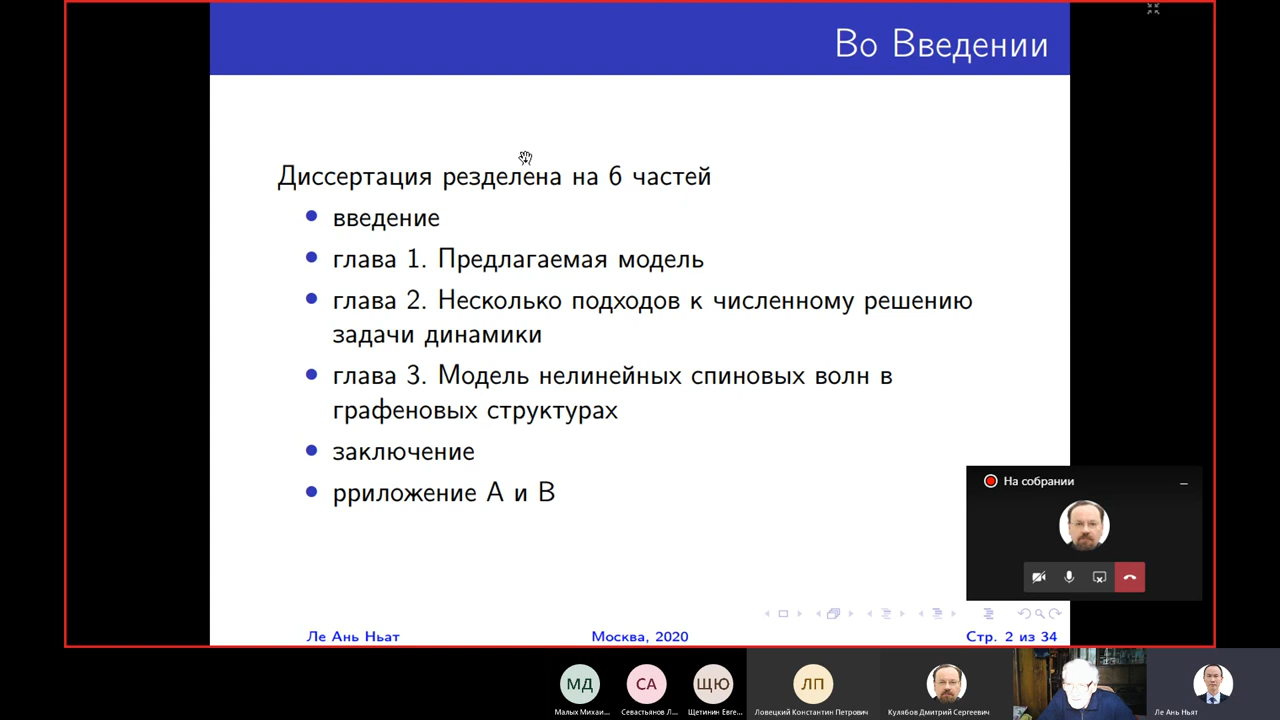 Во Введении
Диссертация резделена на 6 частей
введение
глава 1. Предлагаемая модель
глава 2. Несколько подходов к численному решению
задачи динамики
глава 3. Модель нелинейных спиновых волн в
графеновых структурах
заключение
рриложение А и В
На собрании
Ле Ань Ньат
Москва, 2020
Стр. 2 из 34
МД
СА
ЩЮ
ЛП
Малых Михаи...
Севастьянов Л...
Щетинин Евге...
Ловецкий Константин Петрович
Кулябов Дмитрий Сергеевич
Ле Ань Ньат